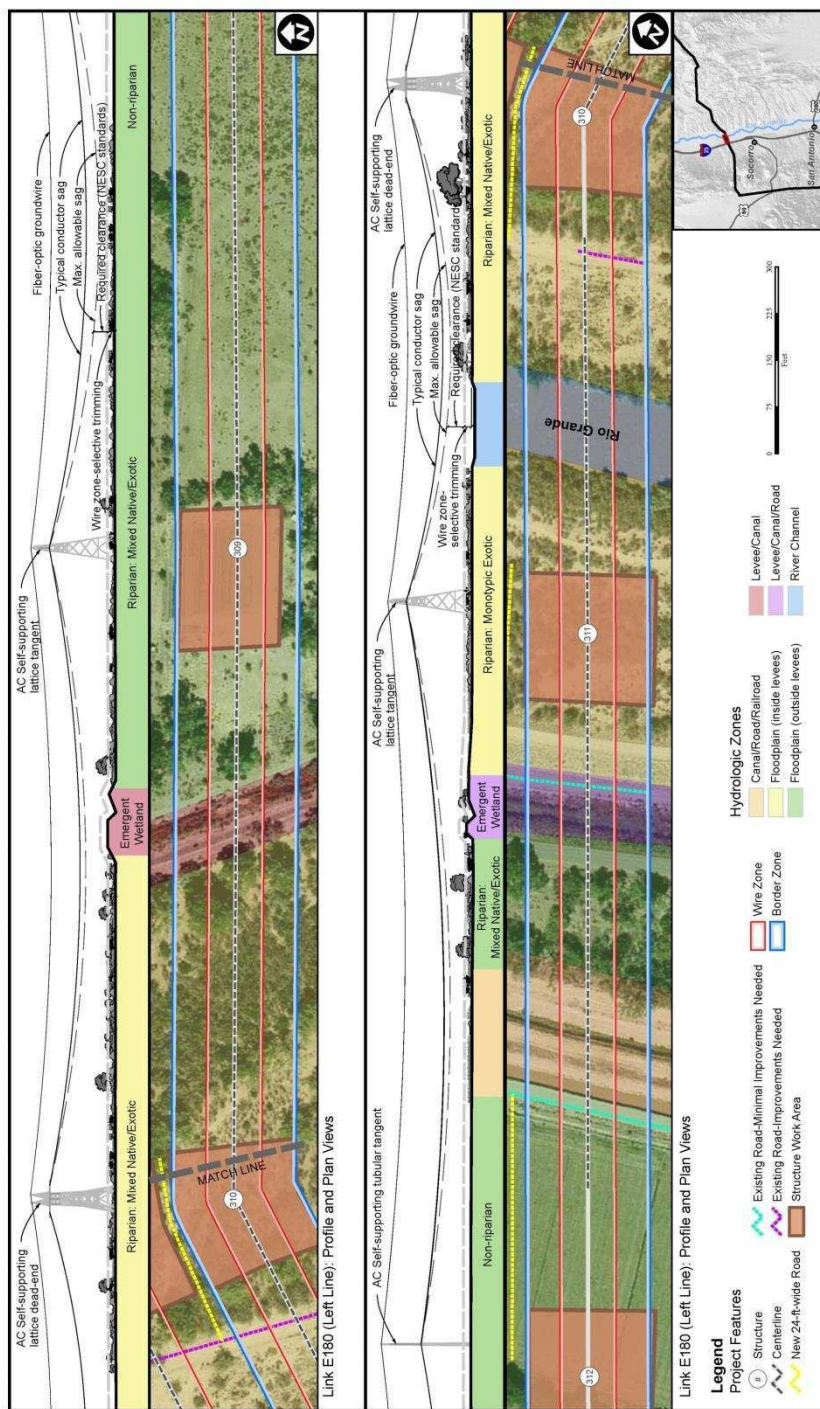 AC Self-supporting
lattice dead-end
AC Self-supporting
lattice tangent
Fiber-optic groundwire
Typical conductor sag
Max. allowable sag
Required clearance (NESC standards)
Wire zone-selective trimming
Riparian: Mixed Native/Exotic
Emergent
Wetland
Riparian: Mixed Native/Exotic
Non-riparian
310
MATCH LINE
309
Link E180 (Left Line): Profile and Plan Views
AC Self-supporting tubular tangent
AC Self-supporting
lattice tangent
Fiber-optic groundwire
Typical conductor sag
Max. allowable sag
Required clearance (NESC standards)
Wire zone-
selective trimming
AC Self-supporting
lattice dead-end
Non-riparian
Riparian:
Mixed Native/Exotic
Emergent
Wetland
Riparian: Monotypic Exotic
Riparian: Mixed Native/Exotic
312
311
Rio Grande
310
MATCH LINE
Link E180 (Left Line): Profile and Plan Views
Legend
Project Features
# Structure
Centerline
New 24-ft-wide Road
Existing Road-Minimal Improvements Needed
Existing Road-Improvements Needed
Structure Work Area
Wire Zone
Border Zone
Hydrologic Zones
Canal/Road/Railroad
Floodplain (inside levees)
Floodplain (outside levees)
Levee/Canal
Levee/Canal/Road
River Channel
0 75 150 225 300
Feet
25
60
Socorro
San Antonio
380